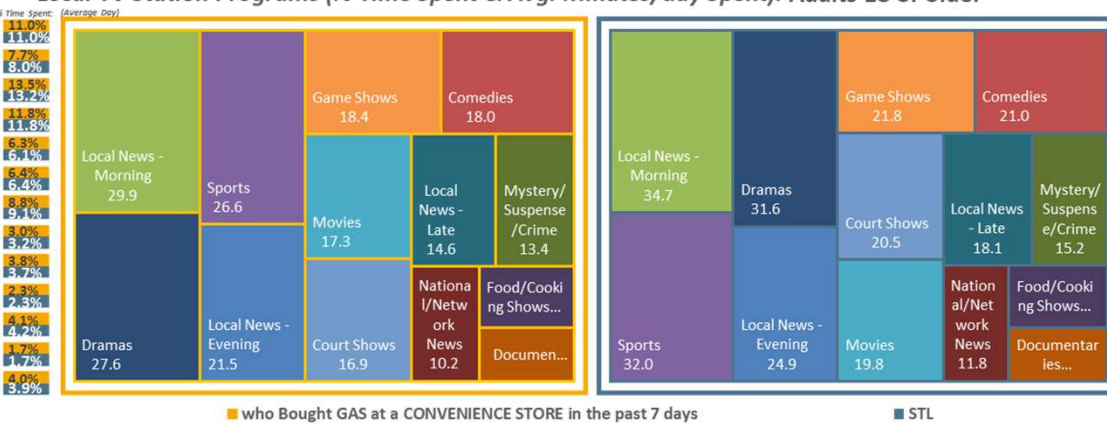 % Time Spent: (Average Day)
11.0%
11.0%
7.7%
8.0%
13.5%
13.2%
11.8%
11.8%
6.3%
6.1%
6.4%
6.4%
8.8%
9.1%
3.0%
3.2%
3.8%
3.7%
2.3%
2.3%
4.1%
4.2%
1.7%
1.7%
4.0%
3.9%
Local News -
Morning
29.9
Sports
26.6
Game Shows
18.4
Comedies
18.0
Movies
17.3
Local
News -
Late
14.6
Mystery/
Suspense
/Crime
13.4
Dramas
27.6
Local News -
Evening
21.5
Court Shows
16.9
Nationa
l/Netw
ork
News
10.2
Food/Cooki
ng Shows...
Documen...
Local News -
Morning
34.7
Dramas
31.6
Game Shows
21.8
Comedies
21.0
Court Shows
20.5
Local News
- Late
18.1
Mystery/
Suspens
e/Crime
15.2
Sports
32.0
Local News -
Evening
24.9
Movies
19.8
Nation
al/Net
work
News
11.8
Food/Cooki
ng Shows...
Documentar
ies...
who Bought GAS at a CONVENIENCE STORE in the past 7 days
STL